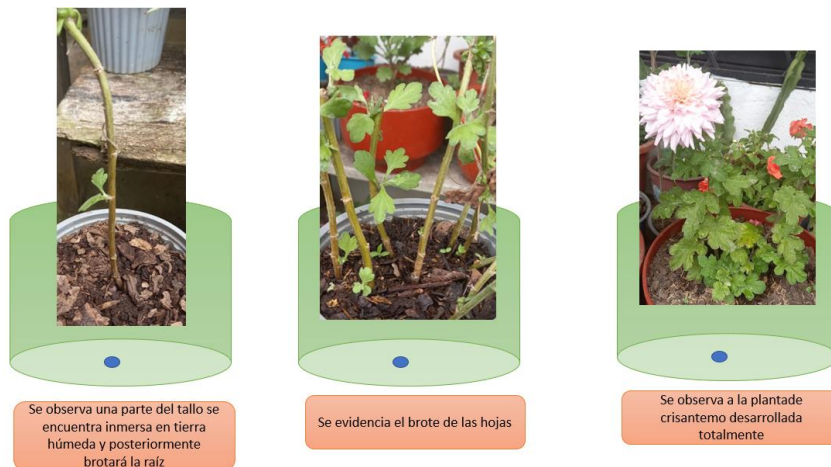 Se observa una parte del tallo se
encuentra inmersa en tierra
húmeda y posteriormente
brotará la raíz
Se evidencia el brote de las hojas
Se observa a la plantade
crisantemo desarrollada
totalmente